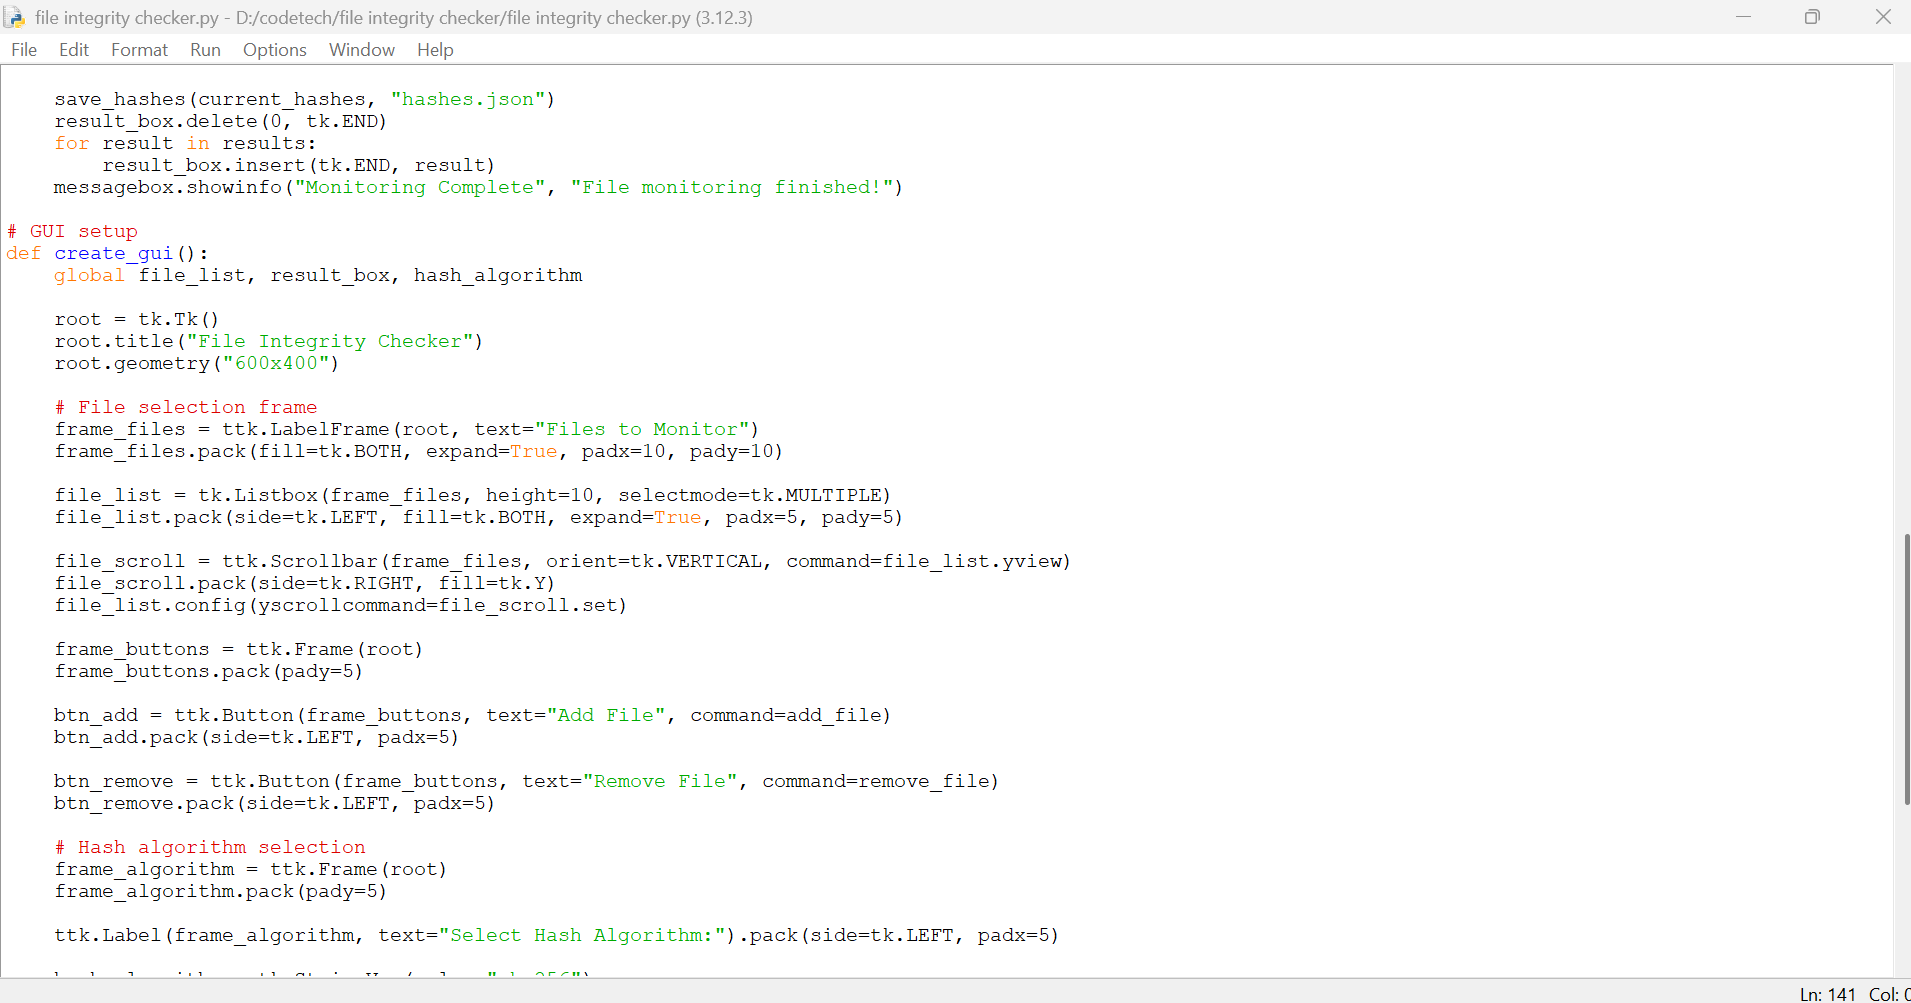 file integrity checker.py - D:/codetech/file integrity checker/file integrity checker.py (3.12.3)
File Edit Format Run Options Window Help
    save_hashes(current_hashes, "hashes.json")
    result_box.delete(0, tk.END)
    for result in results:
        result_box.insert(tk.END, result)
    messagebox.showinfo("Monitoring Complete", "File monitoring finished!")
# GUI setup
def create_gui():
    global file_list, result_box, hash_algorithm
    root = tk.Tk()
    root.title("File Integrity Checker")
    root.geometry("600x400")
    # File selection frame
    frame_files = ttk.LabelFrame(root, text="Files to Monitor")
    frame_files.pack(fill=tk.BOTH, expand=True, padx=10, pady=10)
    file_list = tk.Listbox(frame_files, height=10, selectmode=tk.MULTIPLE)
    file_list.pack(side=tk.LEFT, fill=tk.BOTH, expand=True, padx=5, pady=5)
    file_scroll = ttk.Scrollbar(frame_files, orient=tk.VERTICAL, command=file_list.yview)
    file_scroll.pack(side=tk.RIGHT, fill=tk.Y)
    file_list.config(yscrollcommand=file_scroll.set)
    frame_buttons = ttk.Frame(root)
    frame_buttons.pack(pady=5)
    btn_add = ttk.Button(frame_buttons, text="Add File", command=add_file)
    btn_add.pack(side=tk.LEFT, padx=5)
    btn_remove = ttk.Button(frame_buttons, text="Remove File", command=remove_file)
    btn_remove.pack(side=tk.LEFT, padx=5)
    # Hash algorithm selection
    frame_algorithm = ttk.Frame(root)
    frame_algorithm.pack(pady=5)
    ttk.Label(frame_algorithm, text="Select Hash Algorithm:").pack(side=tk.LEFT, padx=5)
Ln: 141 Col: 0